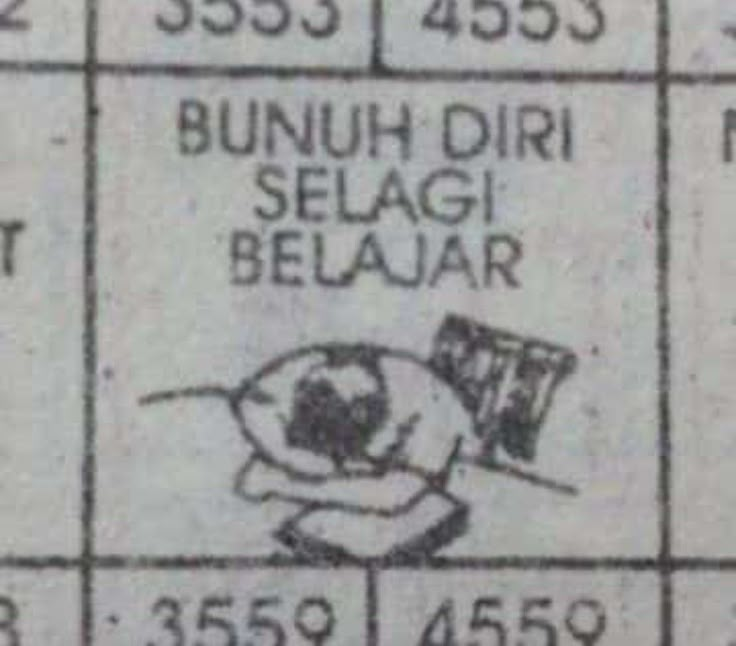 3553 4553
BUNUH DIRI
SELAGI
BELAJAR
3559 4559